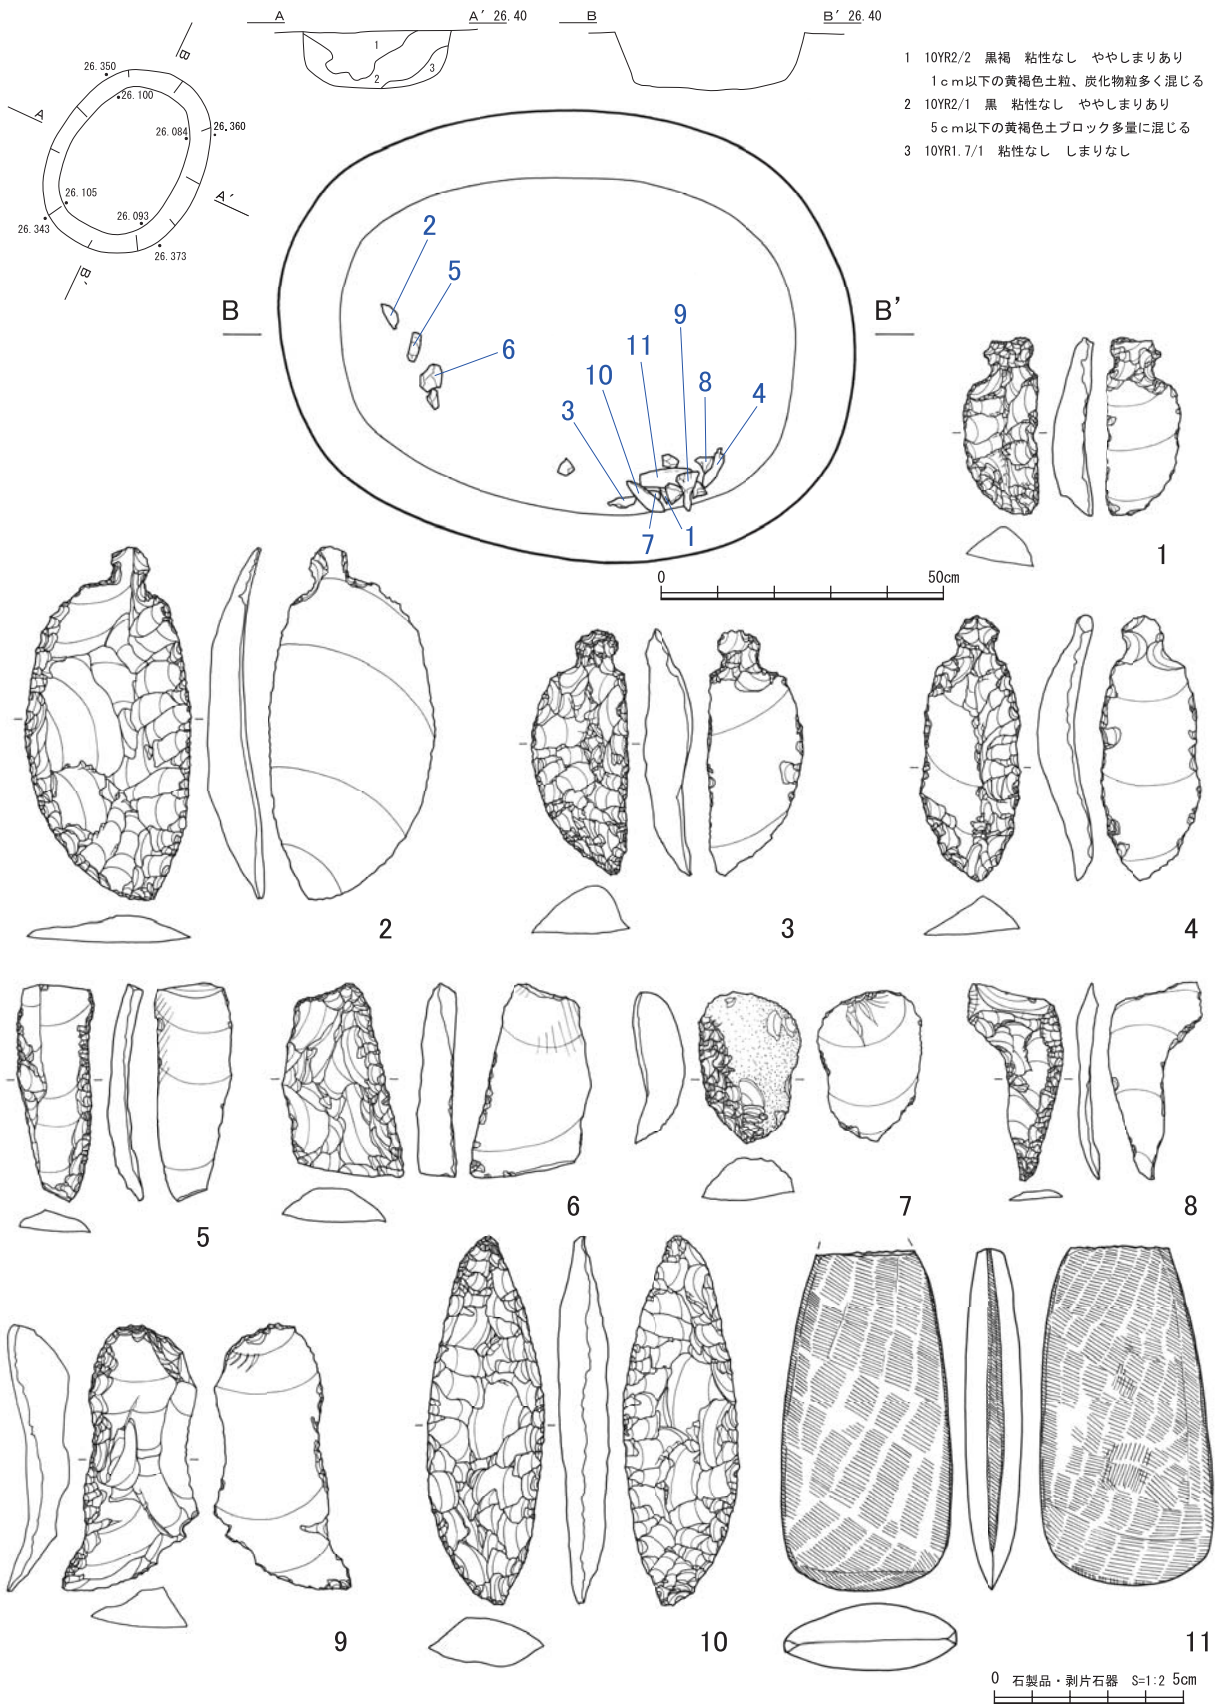 A A' 26.40 B B' 26.40
1 10YR2/2 黒褐 粘性なし ややしまりあり
1cm以下の黄褐色土粒、炭化物粒多く混じる
2 10YR2/1 黒 粘性なし ややしまりあり
5cm以下の黄褐色土ブロック多量に混じる
3 10YR1.7/1 粘性なし しまりなし
1
2
3
B
26.350
26.100
A
26.084
26.360
26.105
A'
26.343
26.093
26.373
B'
2
5
B B'
9
6
11
10
8
4
3
7
1
0 50cm
1
2
3
4
5
6
7
8
9
10
11
0 石製品・剥片石器 S=1:2 5cm